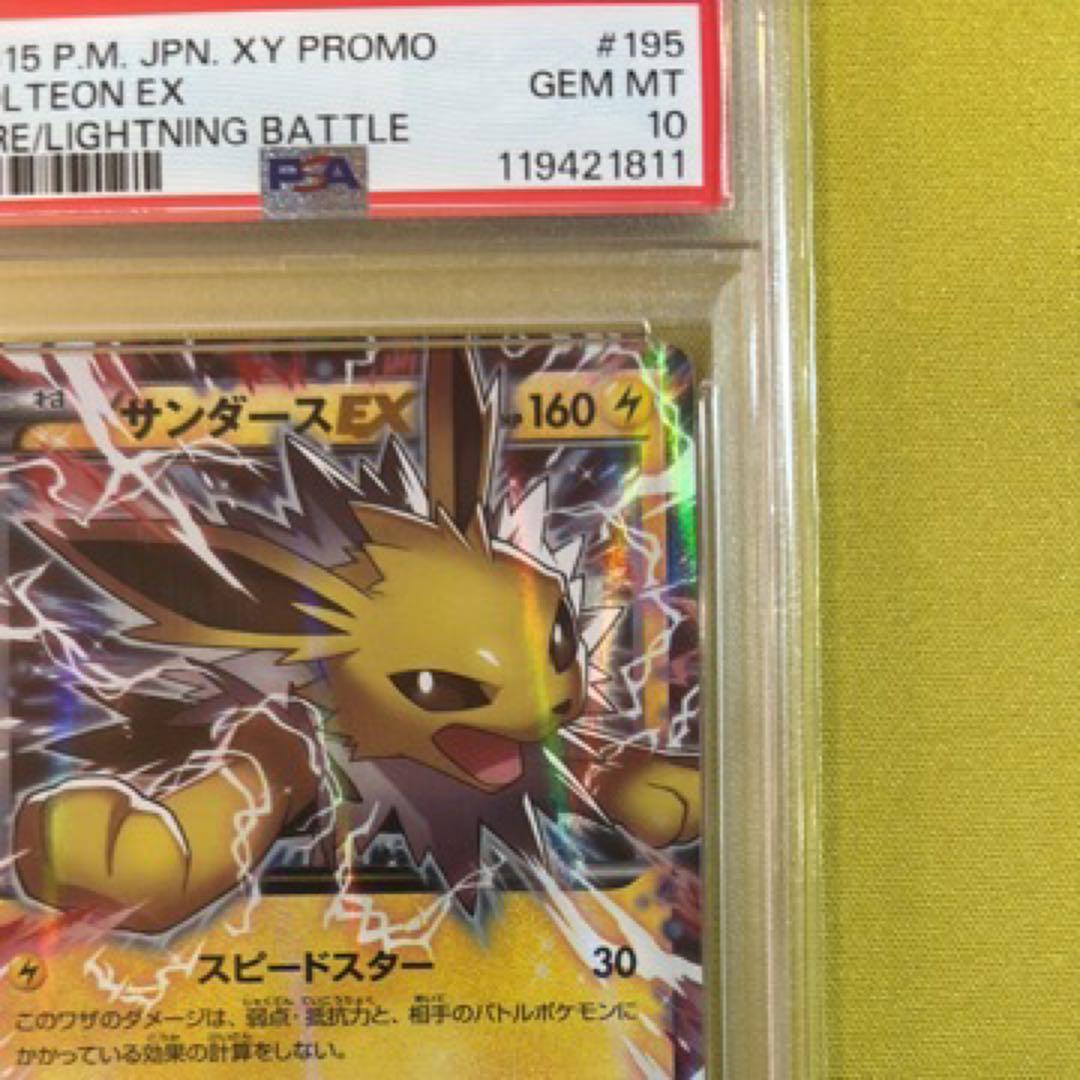 15 P.M. JPN. XY PROMO #195
LTEON EX GEM MT
RE/LIGHTNING BATTLE 10
PSA 119421811
サンダースEX HP 160
スピードスター 30
このワザのダメージは、弱点・抵抗力と、相手のバトルポケモンに
かかっている効果の計算をしない。